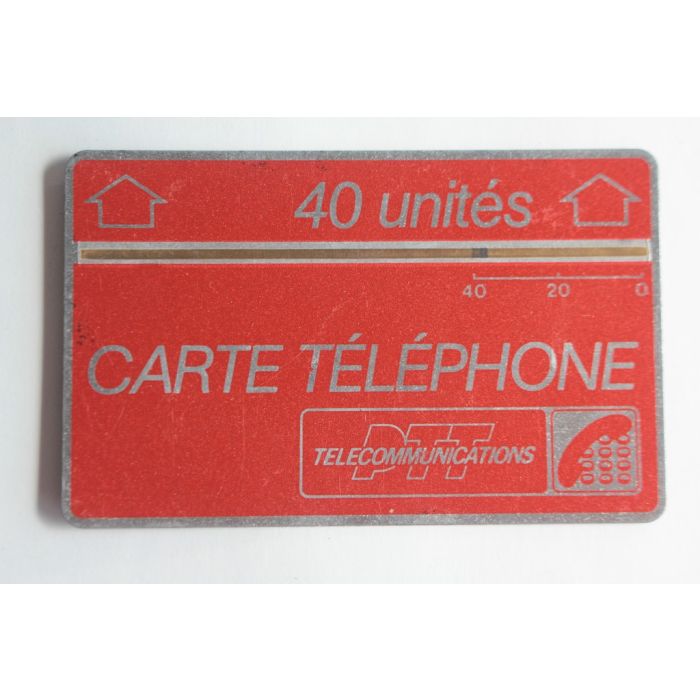 40 unités
40 20 0
CARTE TÉLÉPHONE
PTT
TELECOMMUNICATIONS